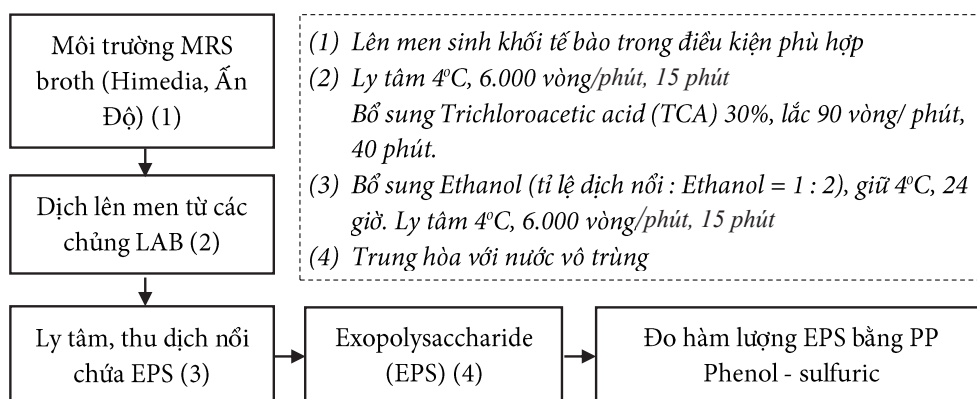 Môi trường MRS
broth (Himedia, Ấn
Độ) (1)
(1) Lên men sinh khối tế bào trong điều kiện phù hợp
(2) Ly tâm 4⁰C, 6.000 vòng/phút, 15 phút
Bổ sung Trichloroacetic acid (TCA) 30%, lắc 90 vòng/ phút,
40 phút.
(3) Bổ sung Ethanol (tỉ lệ dịch nổi : Ethanol = 1 : 2), giữ 4⁰C, 24
giờ. Ly tâm 4⁰C, 6.000 vòng/phút, 15 phút
(4) Trung hòa với nước vô trùng
Dịch lên men từ các
chủng LAB (2)
Ly tâm, thu dịch nổi
chứa EPS (3)
Exopolysaccharide
(EPS) (4)
Đo hàm lượng EPS bằng PP
Phenol - sulfuric